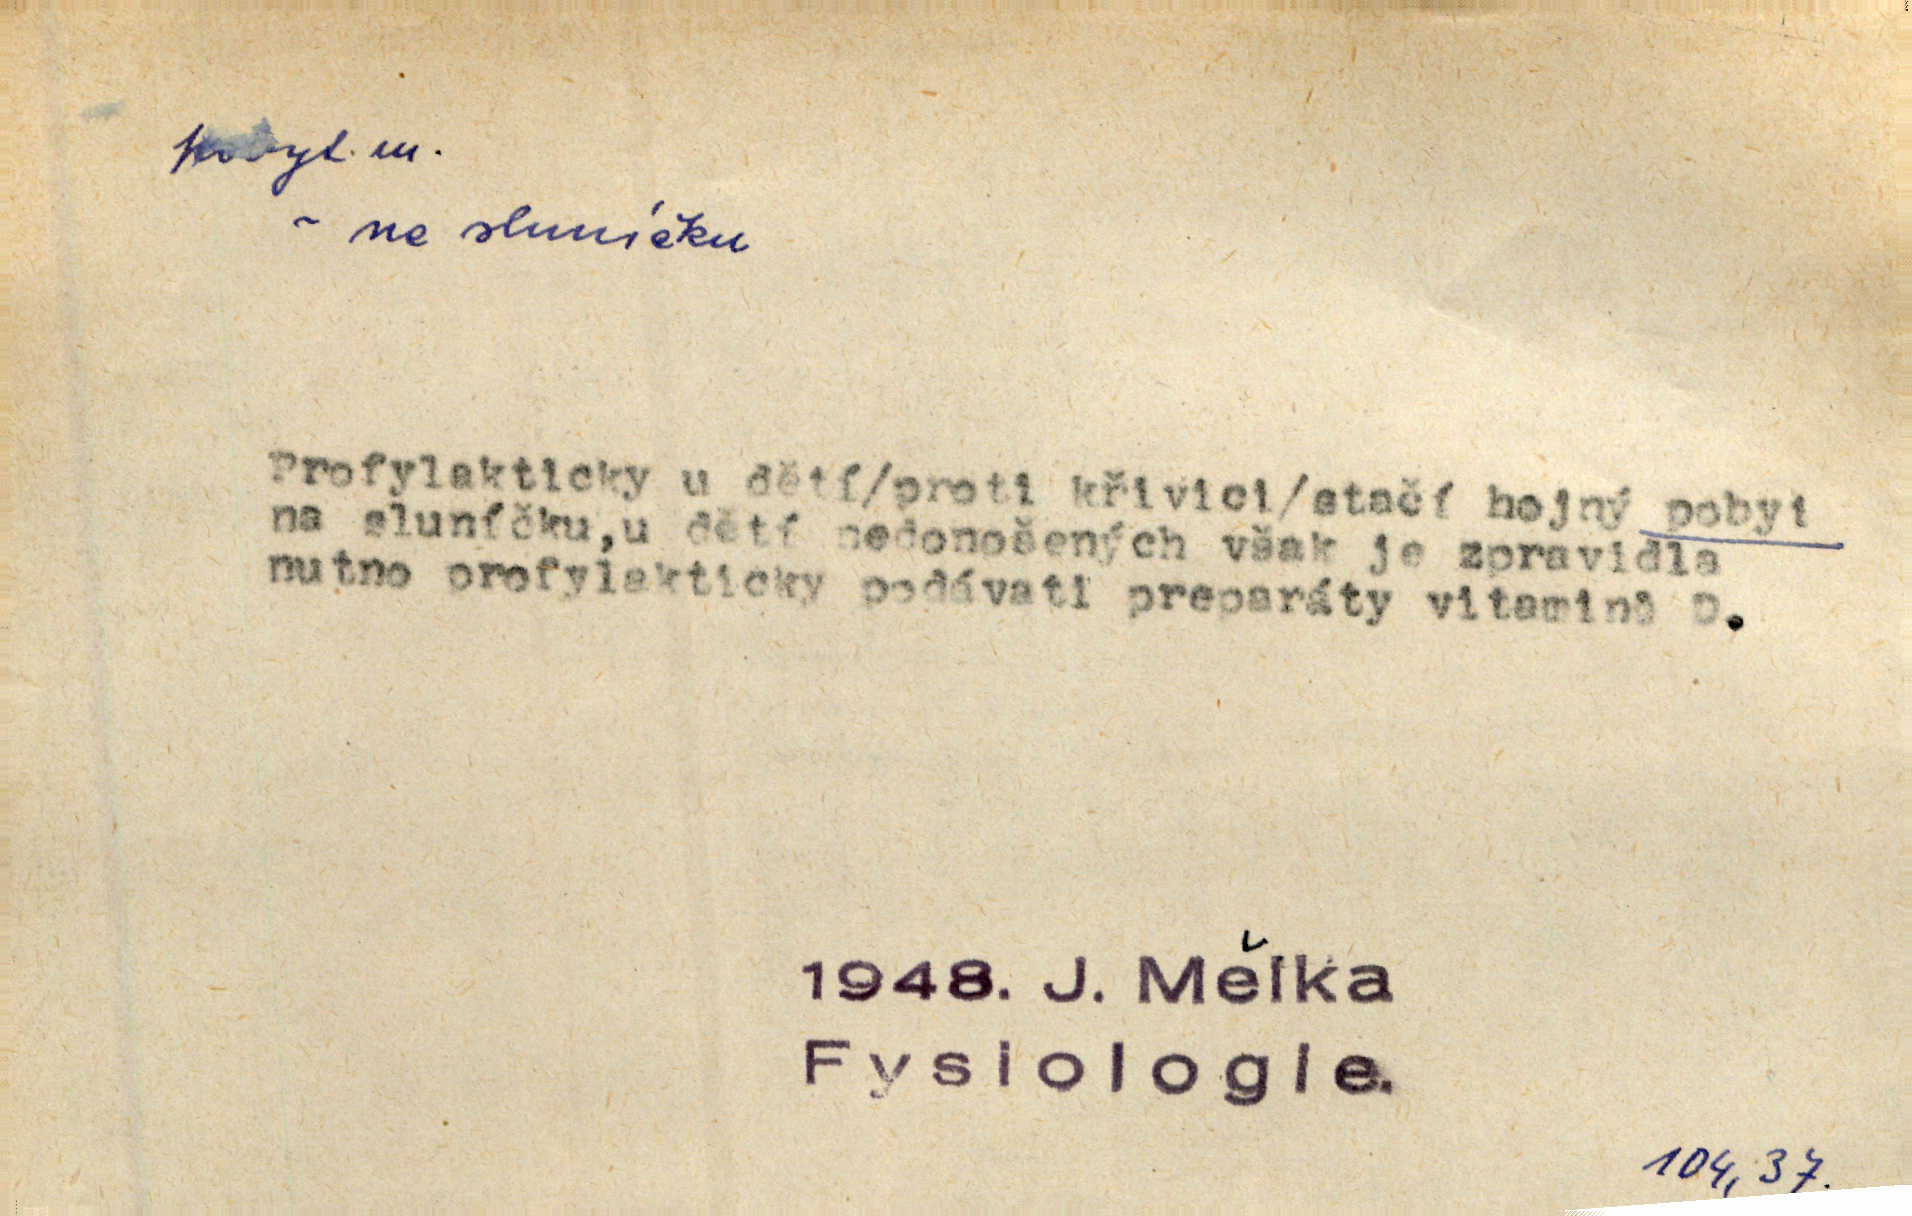 pobyt m.
- na sluníčku
Profylakticky u dětí/proti křivici/stačí hojný pobyt
na sluníčku,u dětí nedonošených však je zpravidla
nutno profylakticky podávati preparáty vitaminů D.
1948. J. Mělka
Fysiologie.
104, 37.